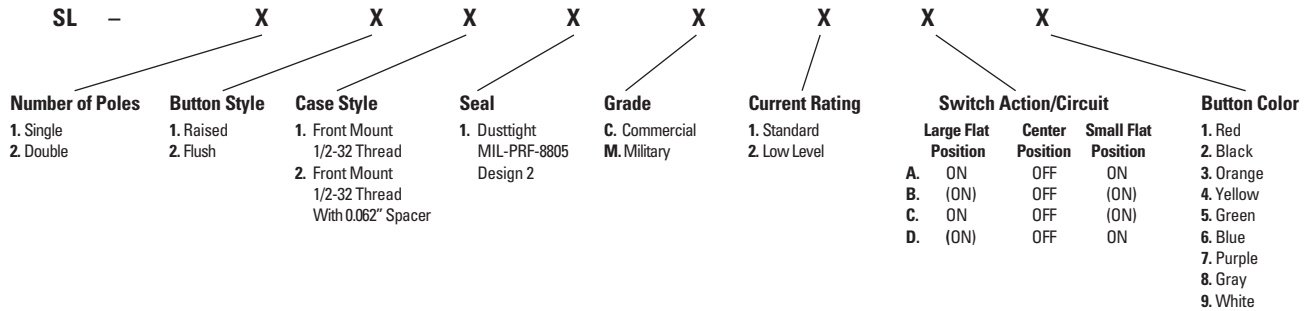 SL – X X X X X X X X
Number of Poles
1. Single
2. Double
Button Style
1. Raised
2. Flush
Case Style
1. Front Mount
1/2-32 Thread
2. Front Mount
1/2-32 Thread
With 0.062" Spacer
Seal
1. Dusttight
MIL-PRF-8805
Design 2
Grade
C. Commercial
M. Military
Current Rating
1. Standard
2. Low Level
Switch Action/Circuit
Large Flat Center Small Flat
Position Position Position
A. ON OFF ON
B. (ON) OFF (ON)
C. ON OFF (ON)
D. (ON) OFF ON
Button Color
1. Red
2. Black
3. Orange
4. Yellow
5. Green
6. Blue
7. Purple
8. Gray
9. White